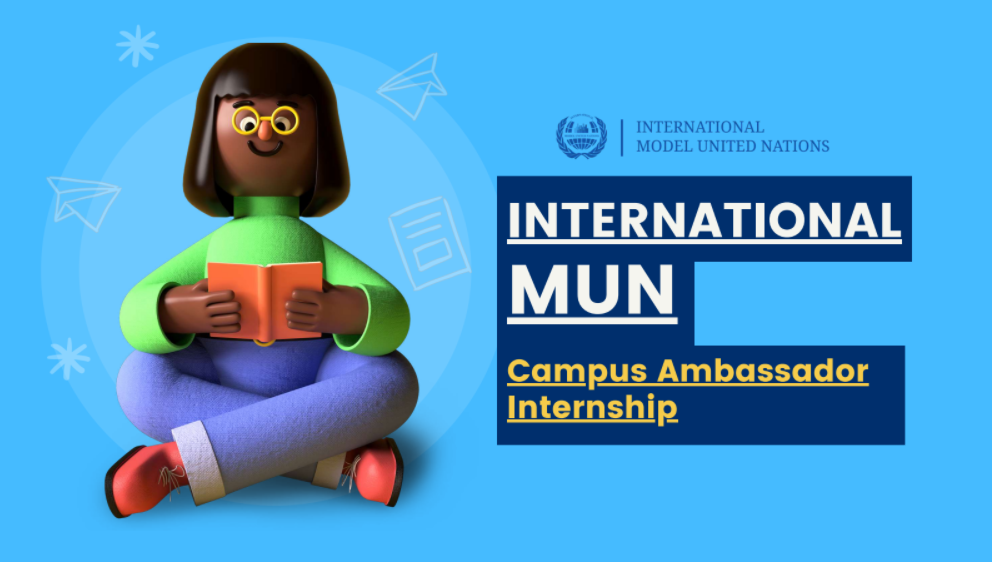 INTERNATIONAL
MODEL UNITED NATIONS
INTERNATIONAL
MUN
Campus Ambassador
Internship